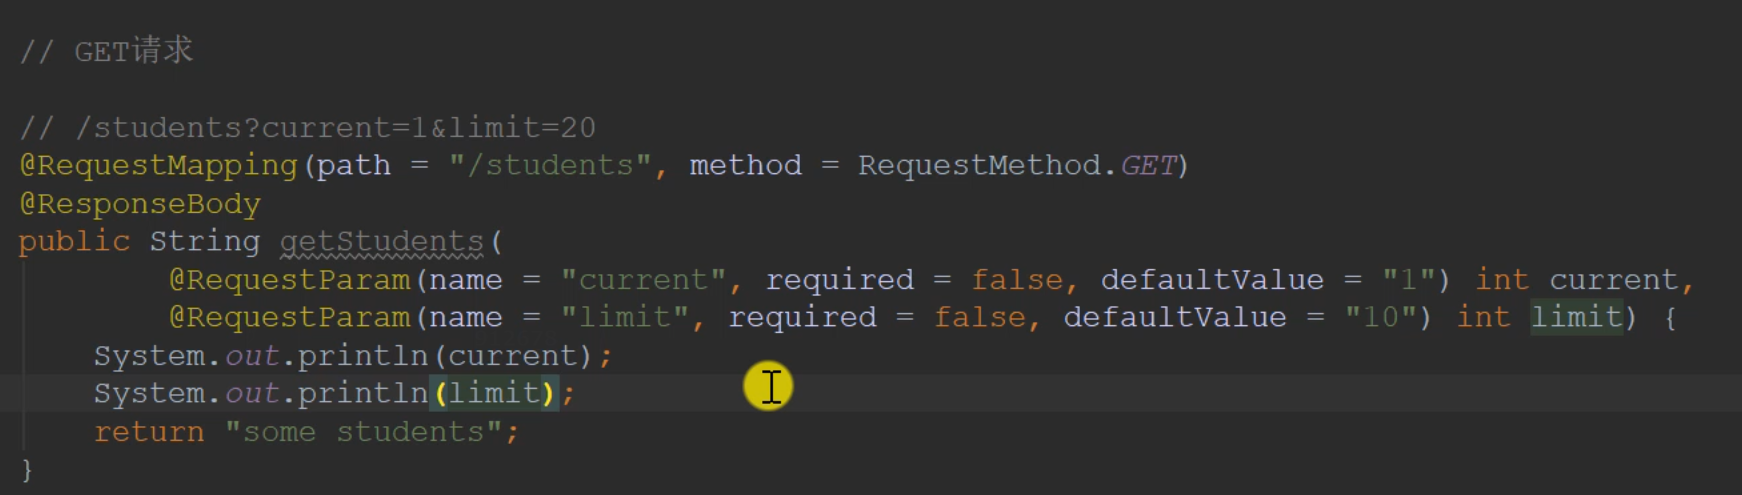 // GET请求
// /students?current=1&limit=20
@RequestMapping(path = "/students", method = RequestMethod.GET)
@ResponseBody
public String getStudents(
@RequestParam(name = "current", required = false, defaultValue = "1") int current,
@RequestParam(name = "limit", required = false, defaultValue = "10") int limit) {
System.out.println(current);
System.out.println(limit);
return "some students";
}